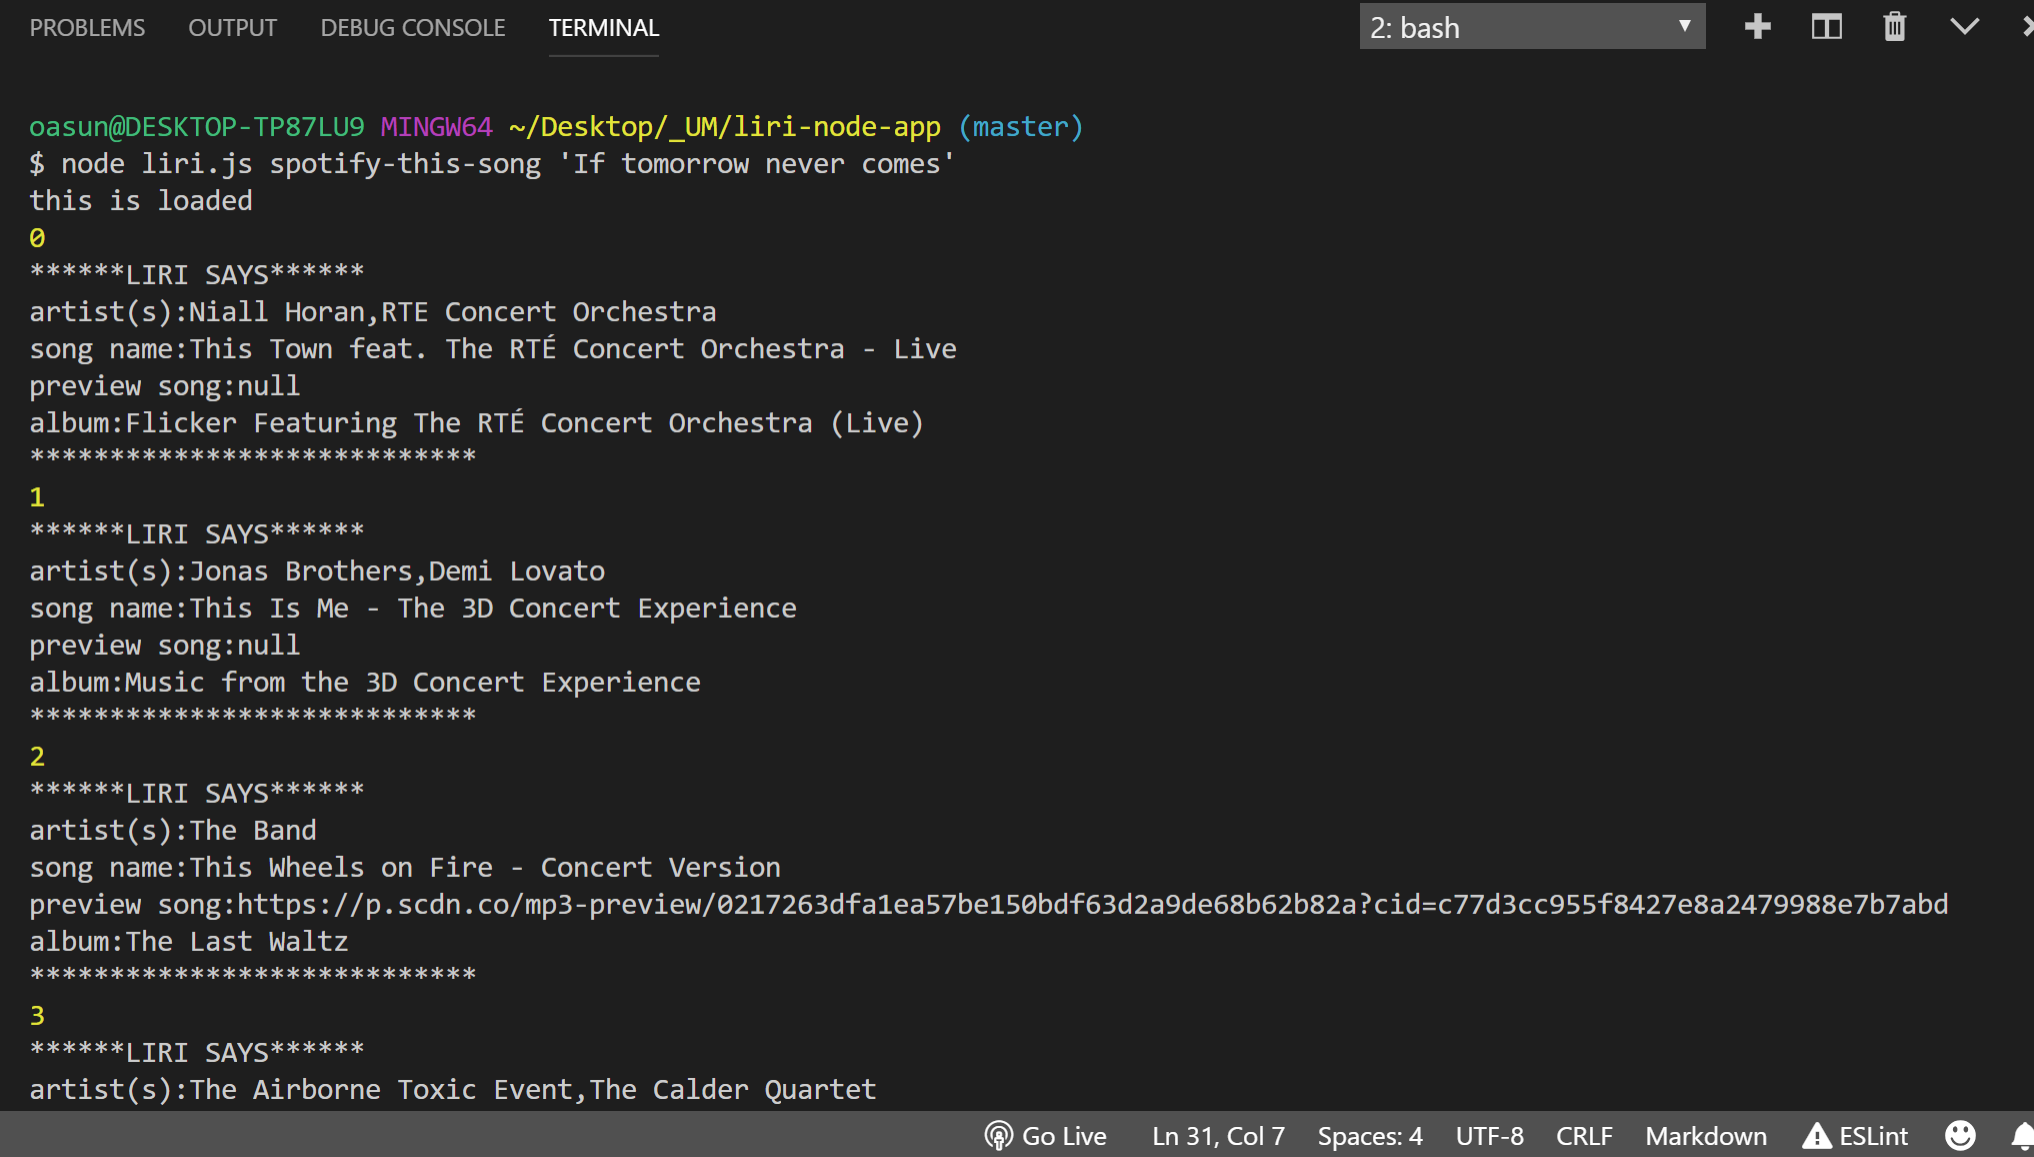 PROBLEMS OUTPUT DEBUG CONSOLE TERMINAL 2: bash
oasun@DESKTOP-TP87LU9 MINGW64 ~/Desktop/_UM/liri-node-app (master)
$ node liri.js spotify-this-song 'If tomorrow never comes'
this is loaded
0
******LIRI SAYS******
artist(s):Niall Horan,RTE Concert Orchestra
song name:This Town feat. The RTÉ Concert Orchestra - Live
preview song:null
album:Flicker Featuring The RTÉ Concert Orchestra (Live)
****************************
1
******LIRI SAYS******
artist(s):Jonas Brothers,Demi Lovato
song name:This Is Me - The 3D Concert Experience
preview song:null
album:Music from the 3D Concert Experience
****************************
2
******LIRI SAYS******
artist(s):The Band
song name:This Wheels on Fire - Concert Version
preview song:https://p.scdn.co/mp3-preview/0217263dfa1ea57be150bdf63d2a9de68b62b82a?cid=c77d3cc955f8427e8a2479988e7b7abd
album:The Last Waltz
****************************
3
******LIRI SAYS******
artist(s):The Airborne Toxic Event,The Calder Quartet
Go Live Ln 31, Col 7 Spaces: 4 UTF-8 CRLF Markdown ESLint